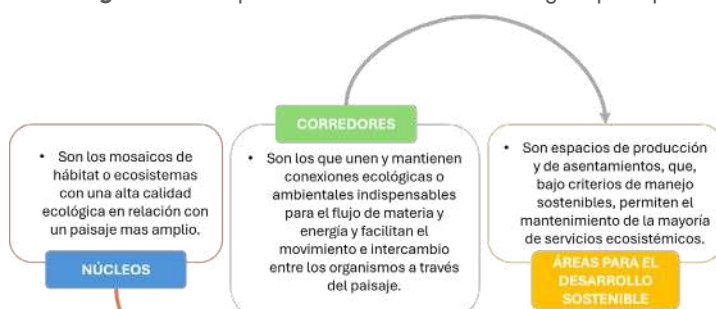 • Son los mosaicos de
hábitat o ecosistemas
con una alta calidad
ecológica en relación con
un paisaje mas amplio.
NÚCLEOS
CORREDORES
• Son los que unen y mantienen
conexiones ecológicas o
ambientales indispensables
para el flujo de materia y
energía y facilitan el
movimiento e intercambio
entre los organismos a través
del paisaje.
• Son espacios de producción
y de asentamientos, que,
bajo criterios de manejo
sostenibles, permiten el
mantenimiento de la mayoría
de servicios ecosistémicos.
ÁREAS PARA EL
DESARROLLO
SOSTENIBLE